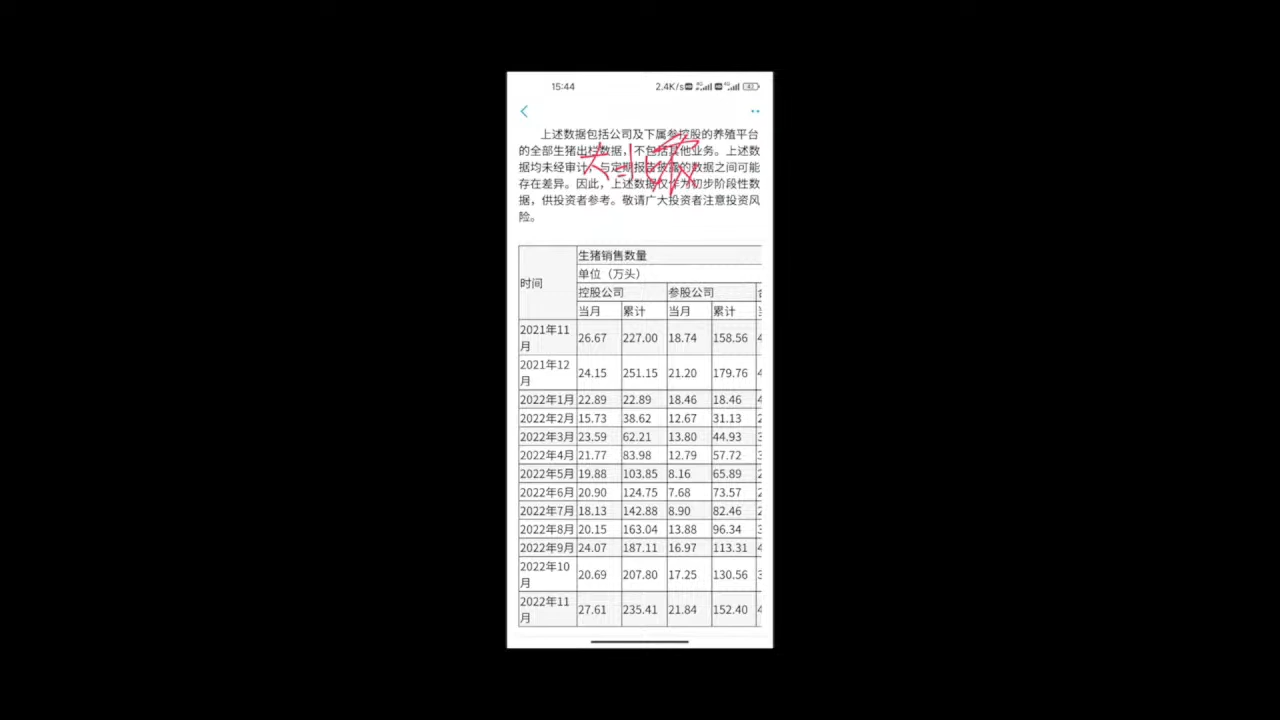 15:44 2.4K/s
上述数据包括公司及下属参控股的养殖平台
的全部生猪出栏数据，不包括其他业务。上述数
据均未经审计，与定期报告披露的数据之间可能
存在差异。因此，上述数据仅作为初步阶段性数
据，供投资者参考。敬请广大投资者注意投资风
险。
时间 生猪销售数量
单位（万头）
控股公司 参股公司
当月 累计 当月 累计
2021年11月 26.67 227.00 18.74 158.56 4
2021年12月 24.15 251.15 21.20 179.76 4
2022年1月 22.89 22.89 18.46 18.46 4
2022年2月 15.73 38.62 12.67 31.13 2
2022年3月 23.59 62.21 13.80 44.93 3
2022年4月 21.77 83.98 12.79 57.72 3
2022年5月 19.88 103.85 8.16 65.89 2
2022年6月 20.90 124.75 7.68 73.57 2
2022年7月 18.13 142.88 8.90 82.46 2
2022年8月 20.15 163.04 13.88 96.34 3
2022年9月 24.07 187.11 16.97 113.31 4
2022年10月 20.69 207.80 17.25 130.56 3
2022年11月 27.61 235.41 21.84 152.40 4